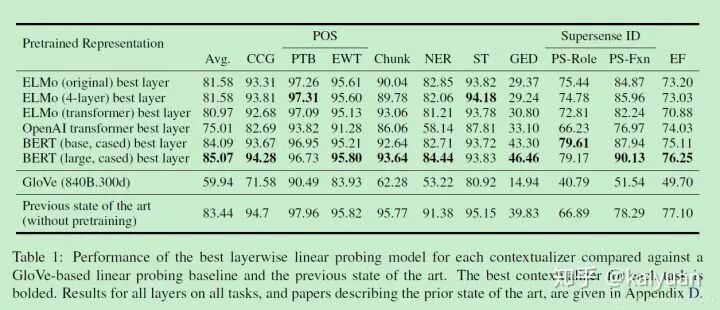 Pretrained Representation POS Supersense ID
Avg. CCG PTB EWT Chunk NER ST GED PS-Role PS-Fxn EF
ELMo (original) best layer 81.58 93.31 97.26 95.61 90.04 82.85 93.82 29.37 75.44 84.87 73.20
ELMo (4-layer) best layer 81.58 93.81 97.31 95.60 89.78 82.06 94.18 29.24 74.78 85.96 73.03
ELMo (transformer) best layer 80.97 92.68 97.09 95.13 93.06 81.21 93.78 30.80 72.81 82.24 70.88
OpenAI transformer best layer 75.01 82.69 93.82 91.28 86.06 58.14 87.81 33.10 66.23 76.97 74.03
BERT (base, cased) best layer 84.09 93.67 96.95 95.21 92.64 82.71 93.72 43.30 79.61 87.94 75.11
BERT (large, cased) best layer 85.07 94.28 96.73 95.80 93.64 84.44 93.83 46.46 79.17 90.13 76.25
GloVe (840B.300d) 59.94 71.58 90.49 83.93 62.28 53.22 80.92 14.94 40.79 51.54 49.70
Previous state of the art
(without pretraining) 83.44 94.7 97.96 95.82 95.77 91.38 95.15 39.83 66.89 78.29 77.10
Table 1: Performance of the best layerwise linear probing model for each contextualizer compared against a
GloVe-based linear probing baseline and the previous state of the art. The best contextualizer for each task is
bolded. Results for all layers on all tasks, and papers describing the prior state of the art, are given in Appendix D.
知乎 @kaiyuan